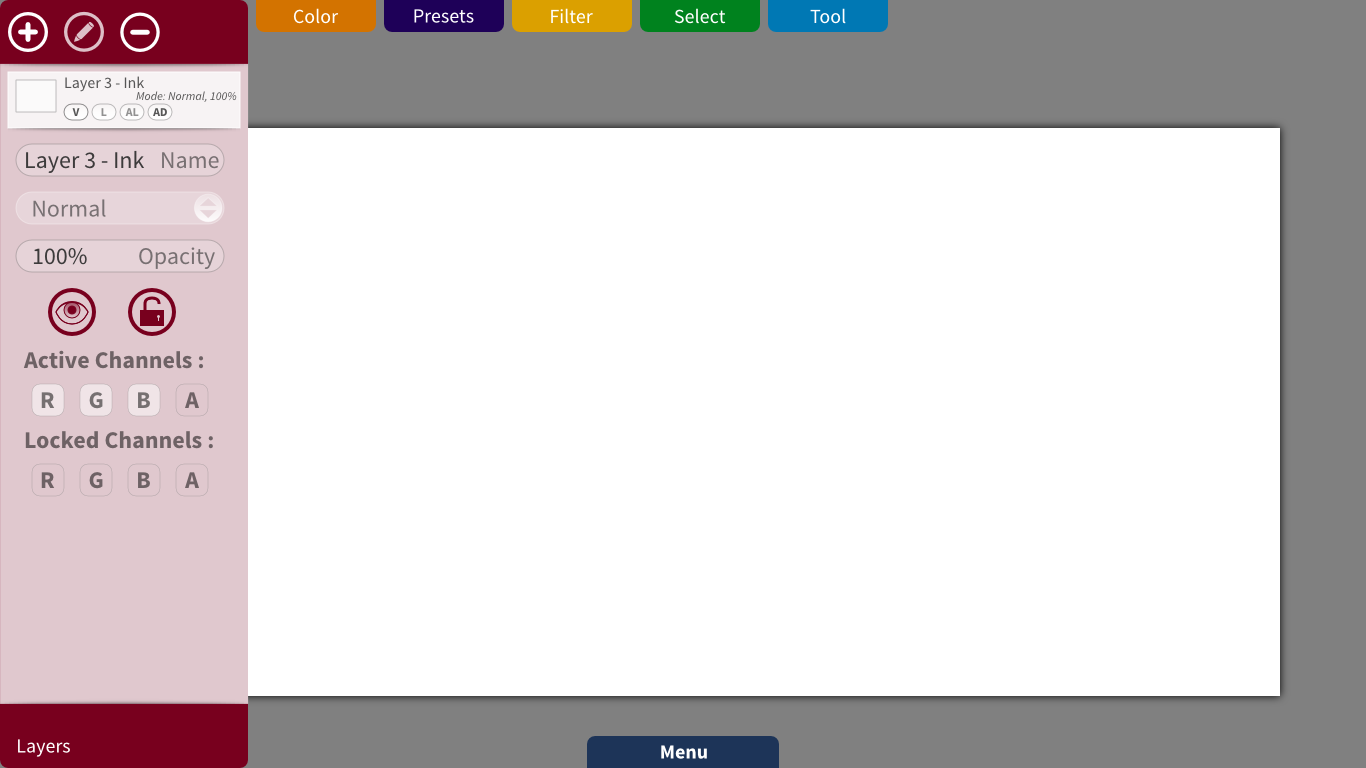 Color
Presets
Filter
Select
Tool
Layer 3 - Ink
Mode: Normal, 100%
V L AL AD
Layer 3 - Ink Name
Normal
100% Opacity
Active Channels :
R G B A
Locked Channels :
R G B A
Layers
Menu